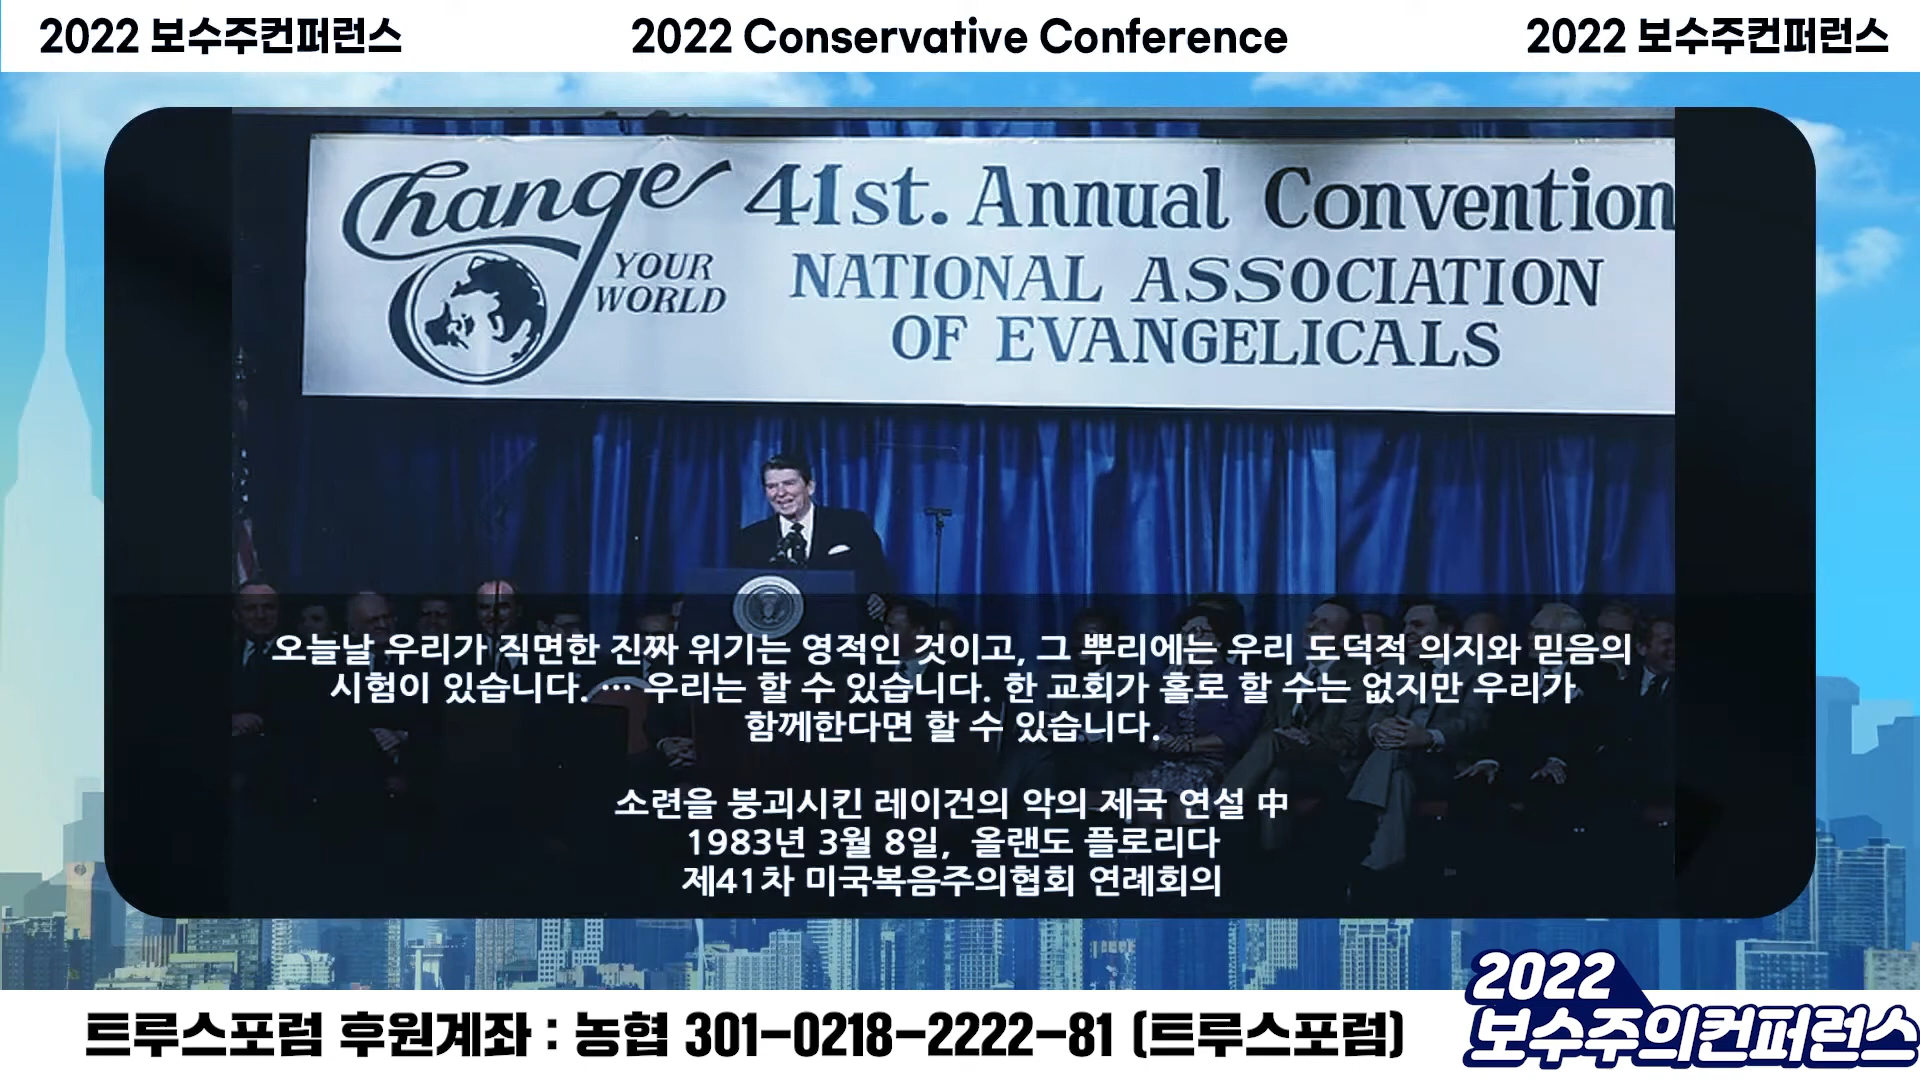 2022 보수주컨퍼런스
2022 Conservative Conference
2022 보수주컨퍼런스
Change
YOUR
WORLD
41st. Annual Convention
NATIONAL ASSOCIATION
OF EVANGELICALS
오늘날 우리가 직면한 진짜 위기는 영적인 것이고, 그 뿌리에는 우리 도덕적 의지와 믿음의
시험이 있습니다. … 우리는 할 수 있습니다. 한 교회가 홀로 할 수는 없지만 우리가
함께한다면 할 수 있습니다.
소련을 붕괴시킨 레이건의 악의 제국 연설 中
1983년 3월 8일, 올랜도 플로리다
제41차 미국복음주의협회 연례회의
트루스포럼 후원계좌 : 농협 301-0218-2222-81 (트루스포럼)
2022
보수주의컨퍼런스